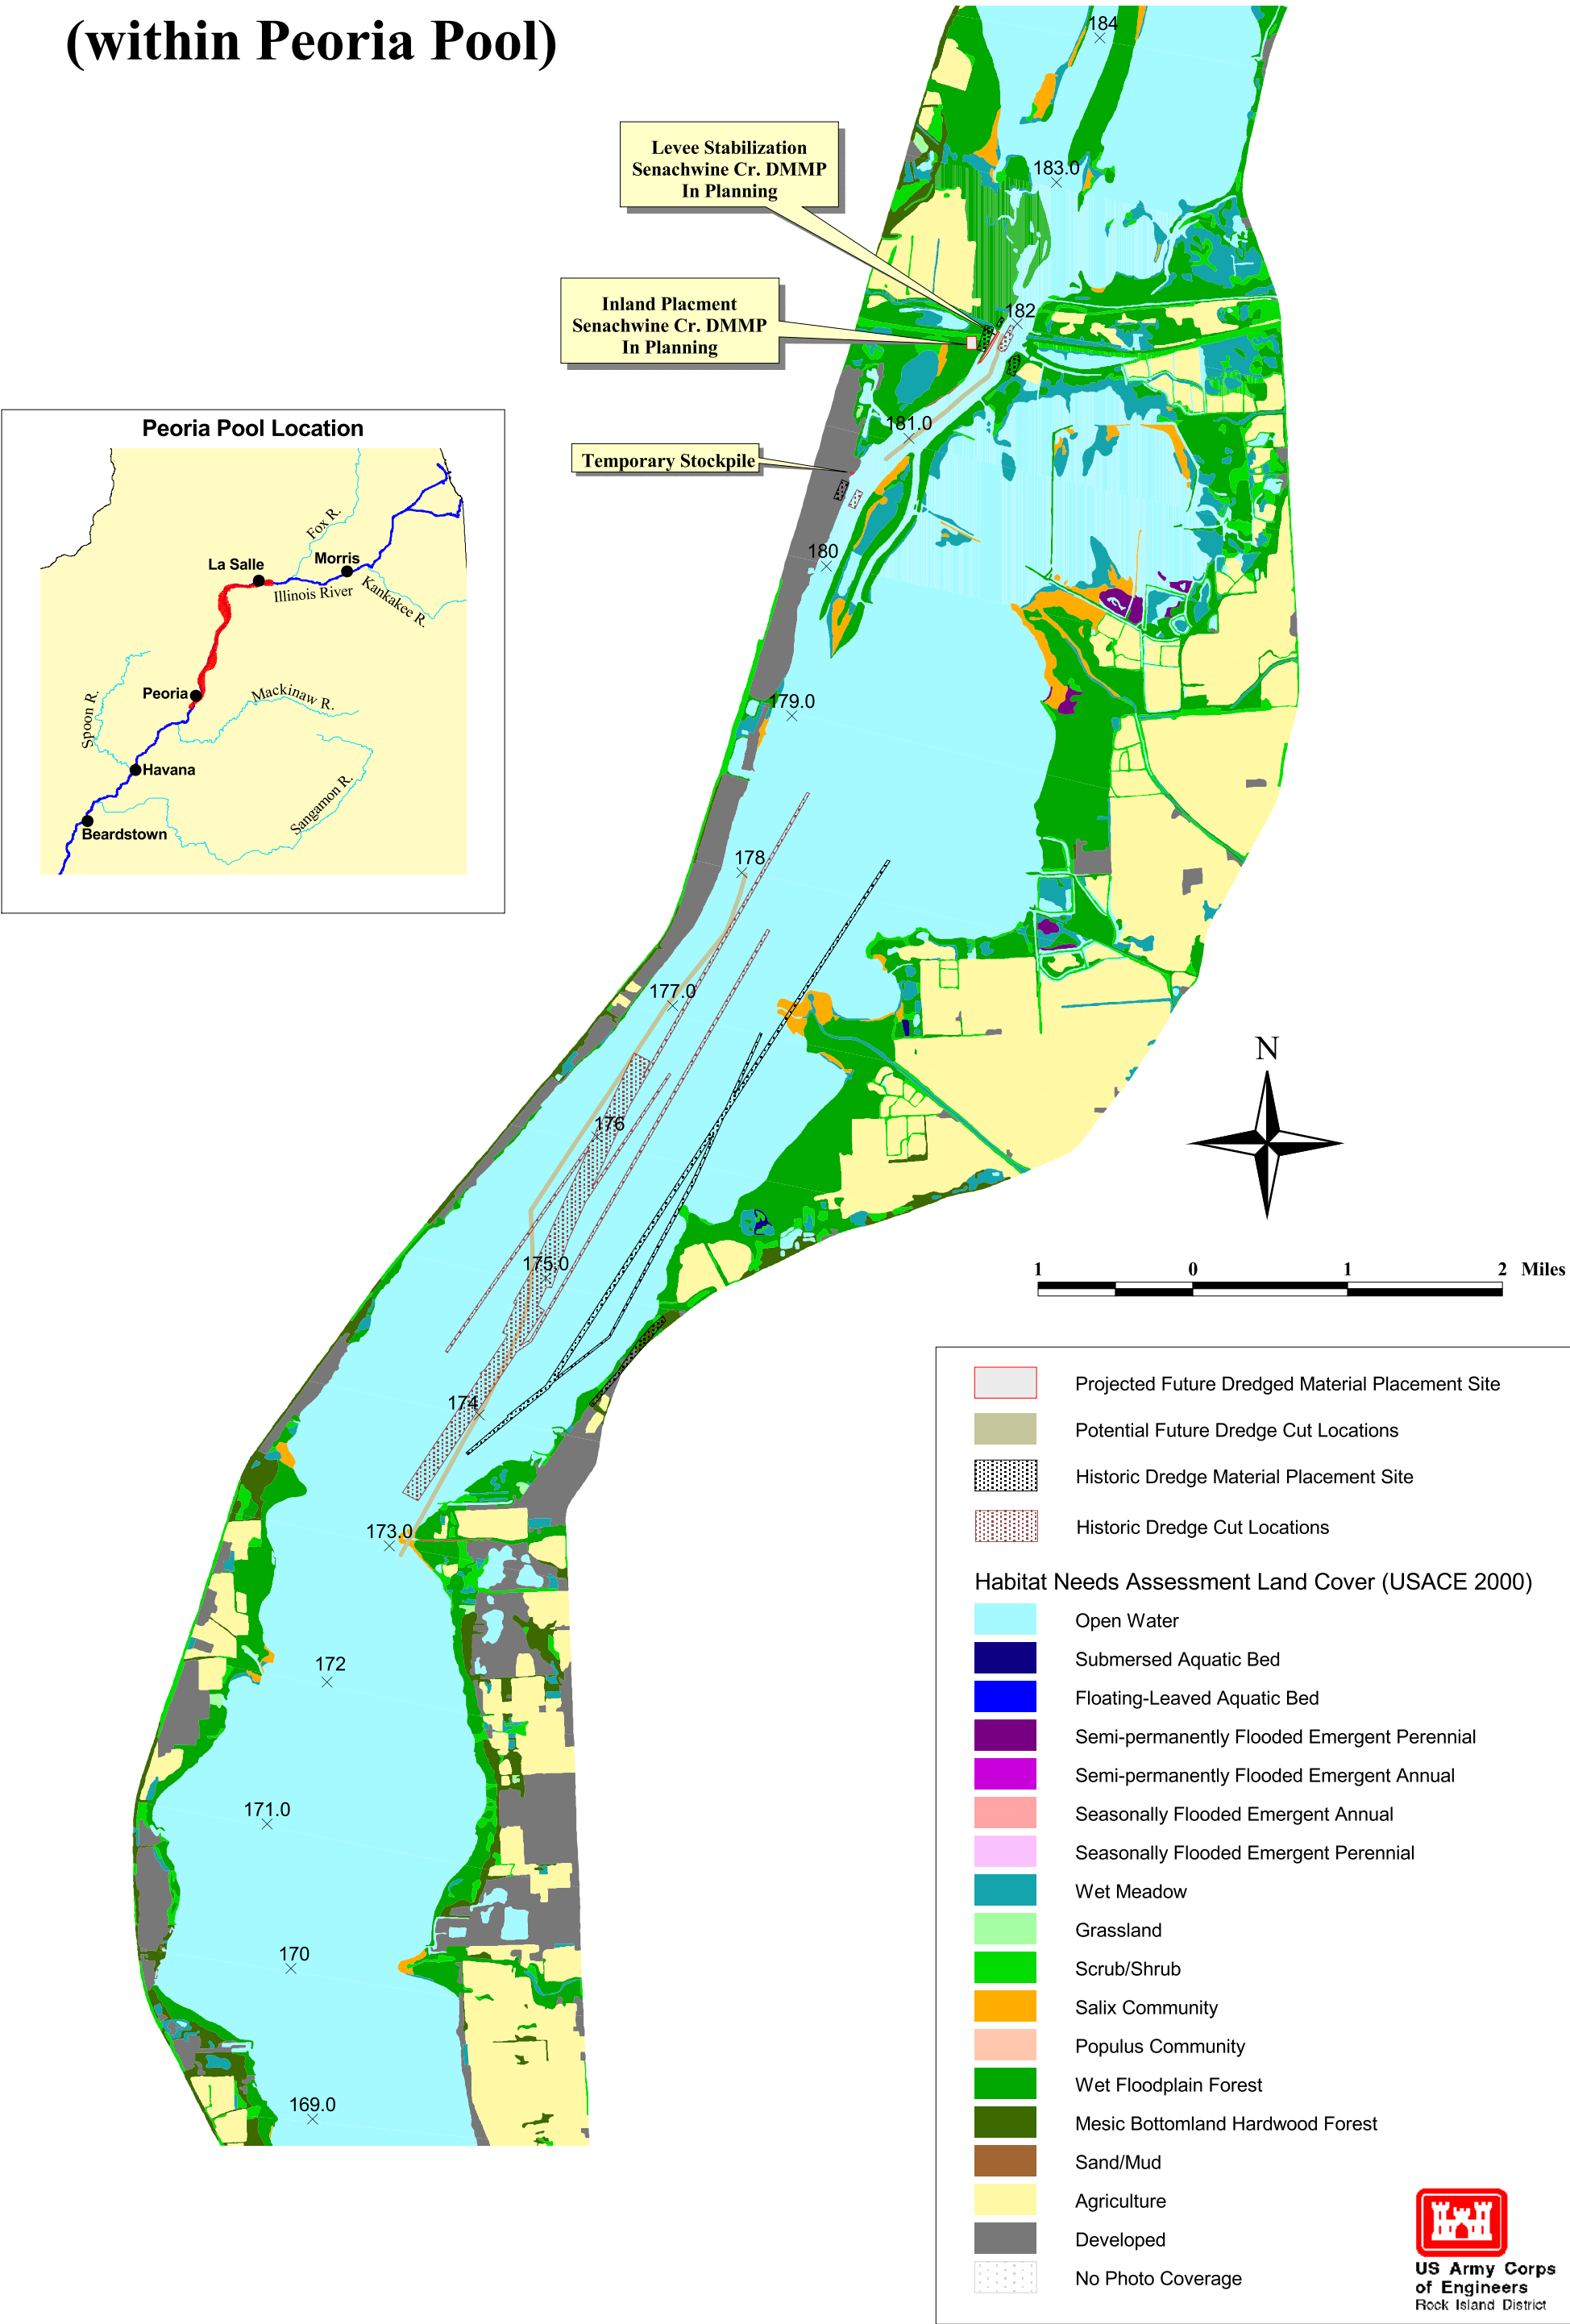 (within Peoria Pool)
184
Levee Stabilization
Senachwine Cr. DMMP
In Planning
183.0
Inland Placment
Senachwine Cr. DMMP
In Planning
182
181.0
Temporary Stockpile
180
179.0
178
177.0
176
175.0
174
173.0
172
171.0
170
169.0
Peoria Pool Location
Fox R.
La Salle
Morris
Illinois River
Kankakee R.
Peoria
Mackinaw R.
Spoon R.
Havana
Sangamon R.
Beardstown
N
1 0 1 2 Miles
Projected Future Dredged Material Placement Site
Potential Future Dredge Cut Locations
Historic Dredge Material Placement Site
Historic Dredge Cut Locations
Habitat Needs Assessment Land Cover (USACE 2000)
Open Water
Submersed Aquatic Bed
Floating-Leaved Aquatic Bed
Semi-permanently Flooded Emergent Perennial
Semi-permanently Flooded Emergent Annual
Seasonally Flooded Emergent Annual
Seasonally Flooded Emergent Perennial
Wet Meadow
Grassland
Scrub/Shrub
Salix Community
Populus Community
Wet Floodplain Forest
Mesic Bottomland Hardwood Forest
Sand/Mud
Agriculture
Developed
No Photo Coverage
US Army Corps
of Engineers
Rock Island District